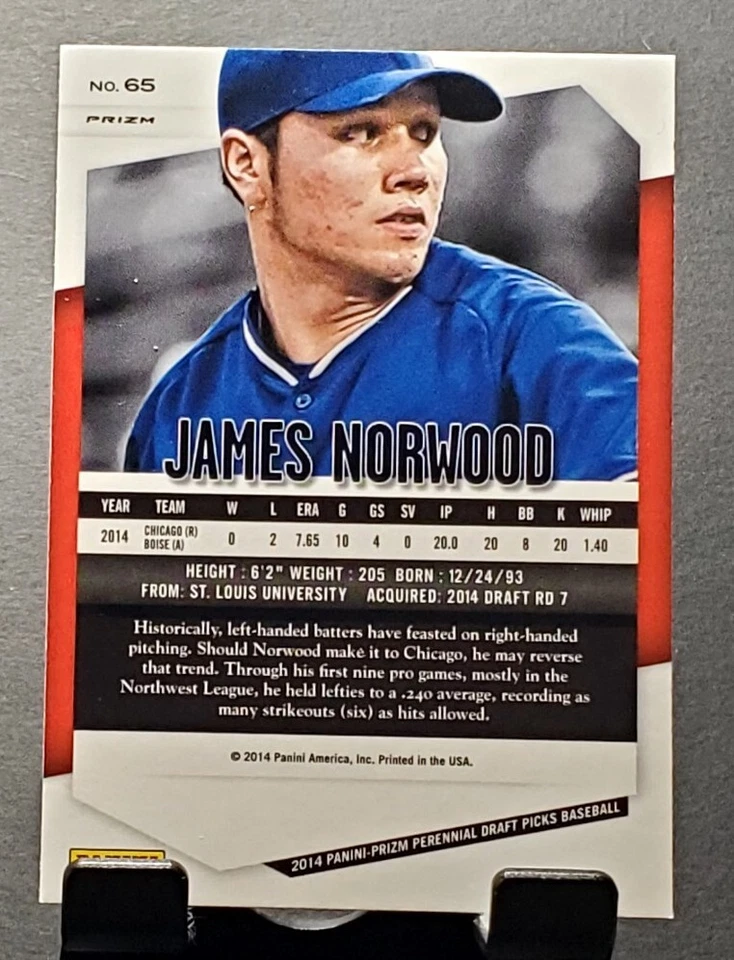 NO. 65
PRIZM
JAMES NORWOOD
YEAR TEAM W L ERA G GS SV IP H BB K WHIP
2014 CHICAGO (R) BOISE (A) 0 2 7.65 10 4 0 20.0 20 8 20 1.40
HEIGHT : 6'2" WEIGHT : 205 BORN : 12/24/93
FROM: ST. LOUIS UNIVERSITY ACQUIRED: 2014 DRAFT RD 7
Historically, left-handed batters have feasted on right-handed
pitching. Should Norwood make it to Chicago, he may reverse
that trend. Through his first nine pro games, mostly in the
Northwest League, he held lefties to a .240 average, recording as
many strikeouts (six) as hits allowed.
© 2014 Panini America, Inc. Printed in the USA.
2014 PANINI-PRIZM PERENNIAL DRAFT PICKS BASEBALL
PANINI